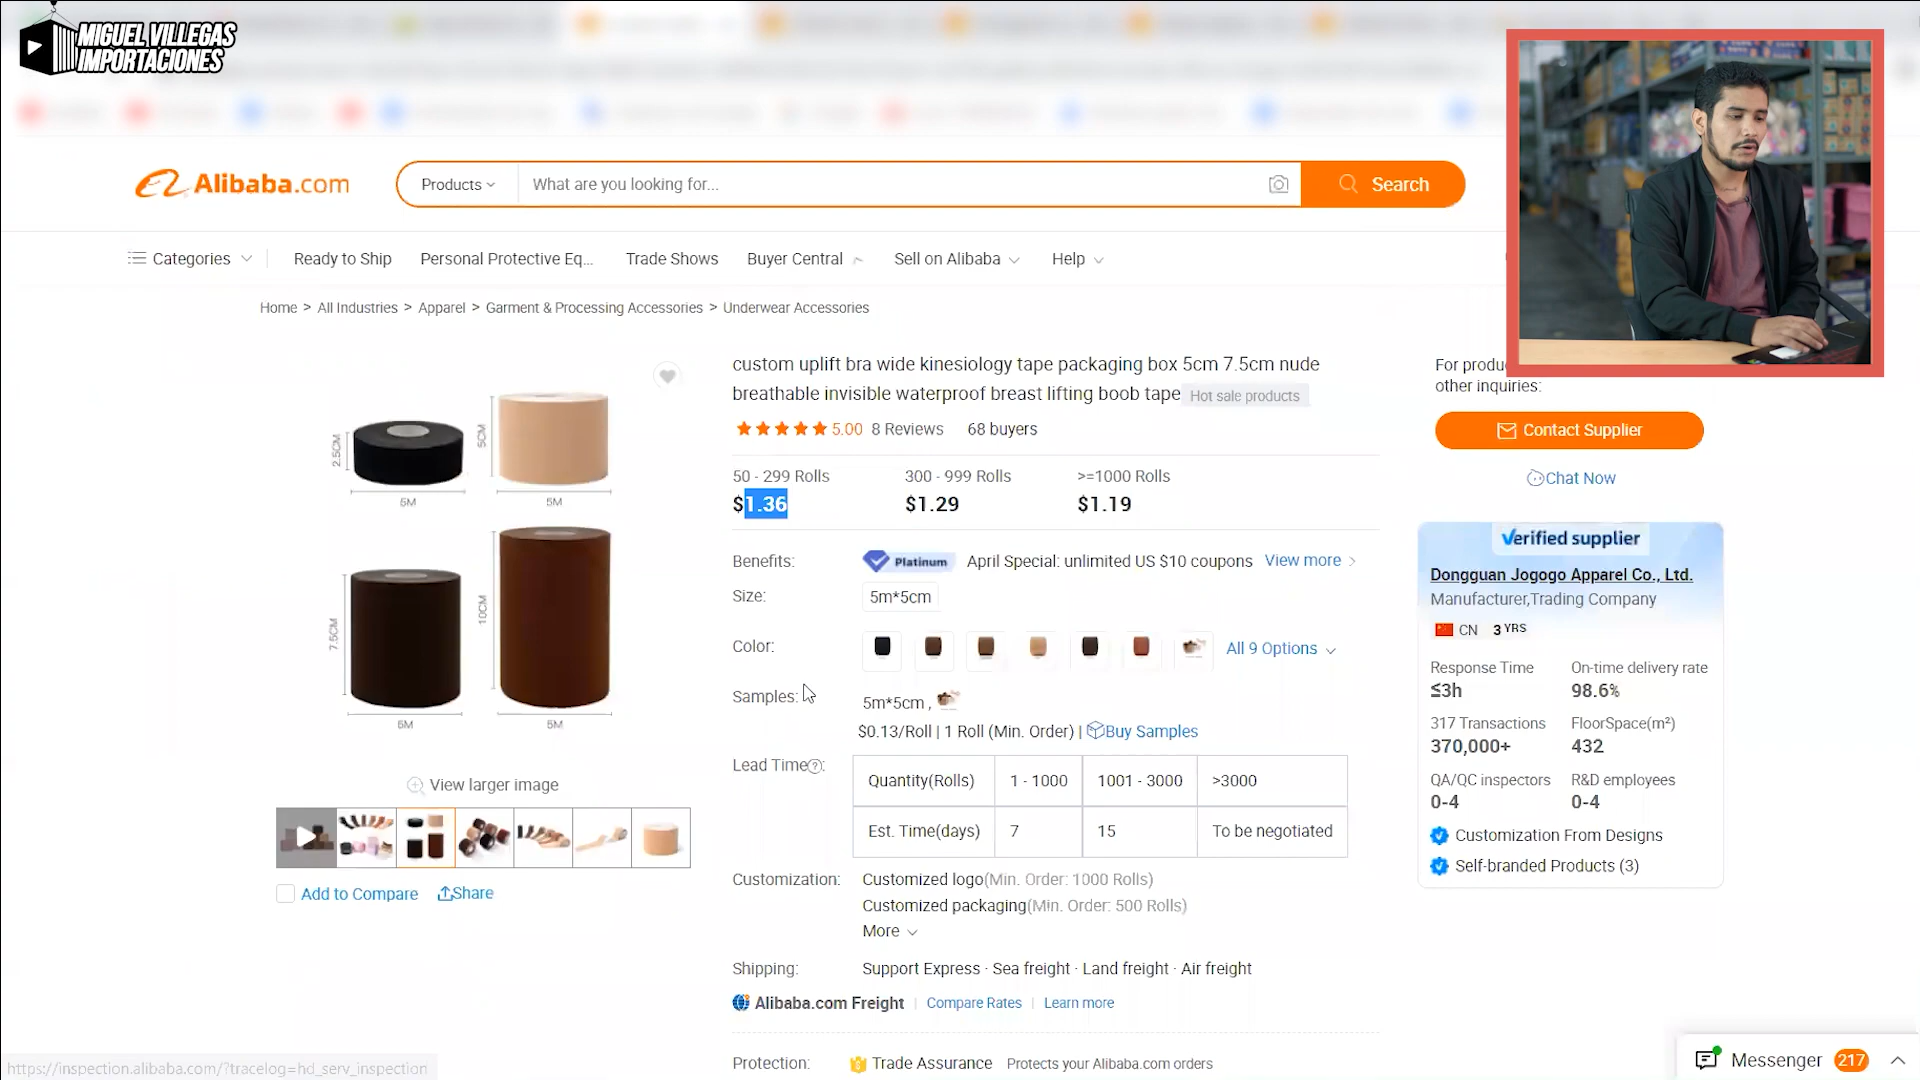 MIGUEL VILLEGAS
IMPORTACIONES
Alibaba.com
Products
What are you looking for...
Search
Categories
Ready to Ship
Personal Protective Eq...
Trade Shows
Buyer Central
Sell on Alibaba
Help
Home > All Industries > Apparel > Garment & Processing Accessories > Underwear Accessories
2.5CM
5M
5CM
5M
7.5CM
5M
10CM
5M
View larger image
Add to Compare
Share
custom uplift bra wide kinesiology tape packaging box 5cm 7.5cm nude
breathable invisible waterproof breast lifting boob tape Hot sale products
5.00 8 Reviews 68 buyers
50 - 299 Rolls
$1.36
300 - 999 Rolls
$1.29
>=1000 Rolls
$1.19
Benefits: Platinum April Special: unlimited US $10 coupons View more >
Size: 5m*5cm
Color: All 9 Options
Samples: 5m*5cm ,
$0.13/Roll | 1 Roll (Min. Order) | Buy Samples
Lead Time?:
Quantity(Rolls) 1 - 1000 1001 - 3000 >3000
Est. Time(days) 7 15 To be negotiated
Customization: Customized logo(Min. Order: 1000 Rolls)
Customized packaging(Min. Order: 500 Rolls)
More
Shipping: Support Express · Sea freight · Land freight · Air freight
Alibaba.com Freight | Compare Rates | Learn more
Protection: Trade Assurance Protects your Alibaba.com orders
For produc
other inquiries:
Contact Supplier
Chat Now
Verified supplier
Dongguan Jogogo Apparel Co., Ltd.
Manufacturer,Trading Company
CN 3 YRS
Response Time
≤3h
On-time delivery rate
98.6%
317 Transactions
370,000+
FloorSpace(m²)
432
QA/QC inspectors
0-4
R&D employees
0-4
Customization From Designs
Self-branded Products (3)
Messenger 217
https://inspection.alibaba.com/?tracelog=hd_serv_inspection